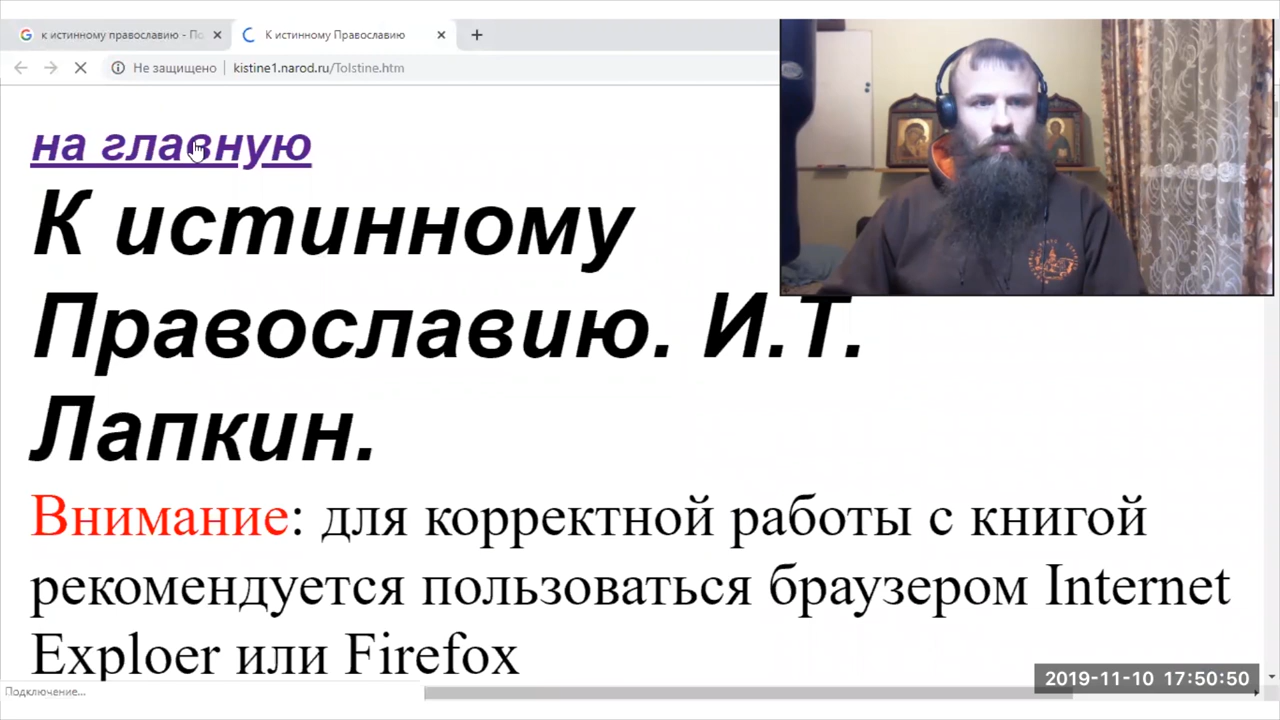 к истинному православию - По
К истинному Православию
Не защищено
kistine1.narod.ru/Tolstine.htm
на главную
К истинному
Православию. И.Т.
Лапкин.
Внимание: для корректной работы с книгой
рекомендуется пользоваться браузером Internet
Exploer или Firefox
Подключение...
2019-11-10 17:50:50